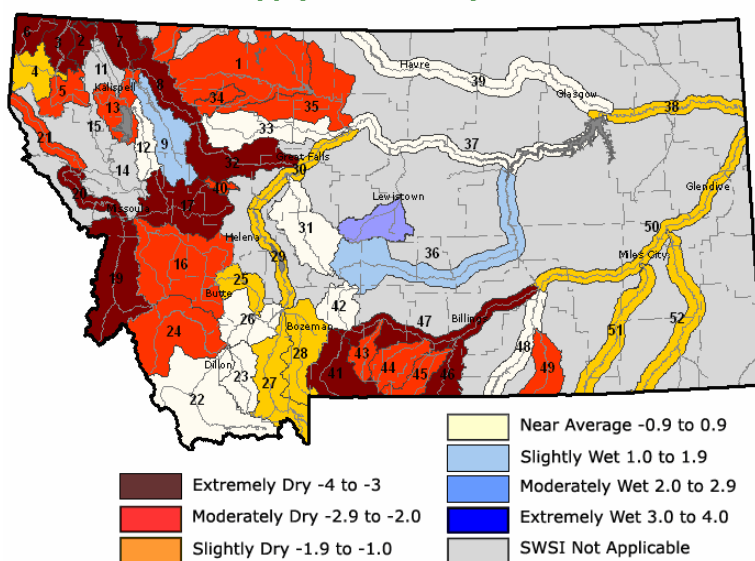 6 3 2 7
4 11 8 1
5 Kalispell
13 34 35
Havre 39
Glasgow
38
21 15 12 9 33 37
14 32 Great Falls
30
20 Missoula 17 40
Lewistown
Glendive
31
19 16 Helena 29 36 50
Miles City
25
Butte
24 26 Bozeman 42 47 Billin
28
51 52
Dillon 43 48
22 23 27 41 44 45 46 49
Near Average -0.9 to 0.9
Slightly Wet 1.0 to 1.9
Extremely Dry -4 to -3
Moderately Wet 2.0 to 2.9
Moderately Dry -2.9 to -2.0
Extremely Wet 3.0 to 4.0
Slightly Dry -1.9 to -1.0
SWSI Not Applicable